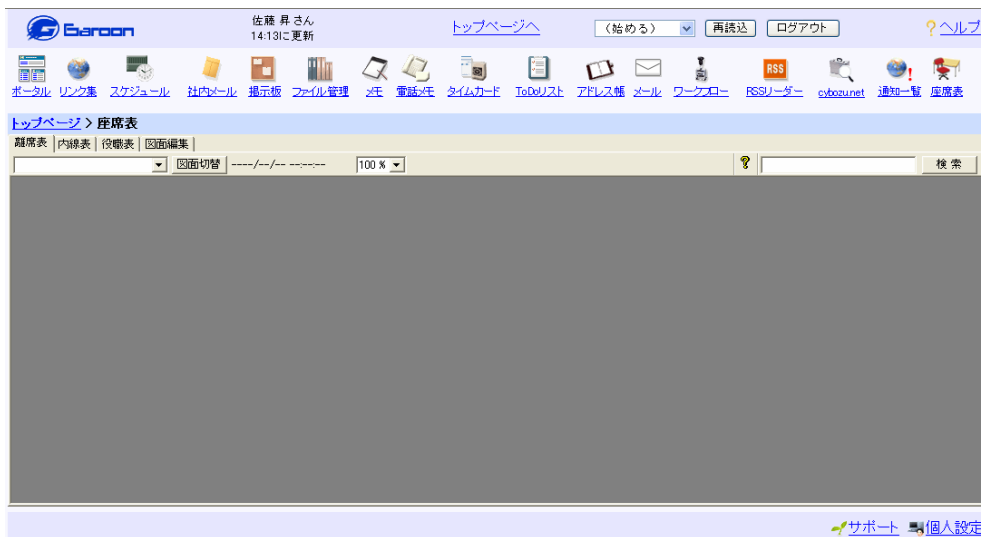 Garoon
佐藤 昇さん
14:13に更新
トップページへ
(始める) 再読込 ログアウト
? ヘルプ
RSS
ポータル リンク集 スケジュール 社内メール 掲示板 ファイル管理 メモ 電話メモ タイムカード ToDoリスト アドレス帳 メール ワークフロー RSSリーダー cybozu.net 通知一覧 座席表
トップページ > 座席表
離席表 内線表 役職表 図面編集
図面切替 ----/--/-- --:--:-- 100 % ? 検索
サポート 個人設定